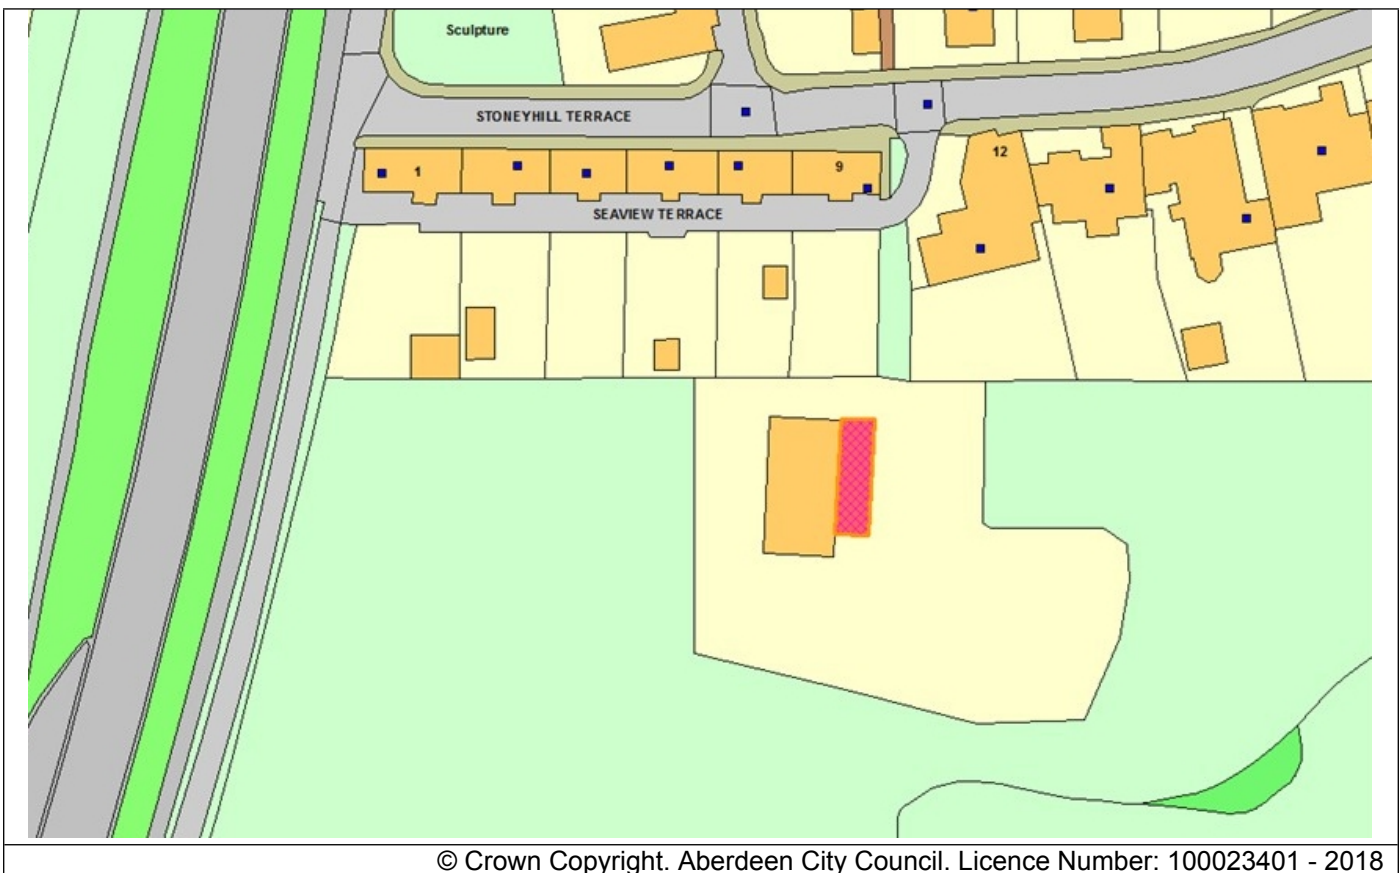 Sculpture
STONEYHILL TERRACE
1
9
12
SEAVIEW TERRACE
© Crown Copyright. Aberdeen City Council. Licence Number: 100023401 - 2018